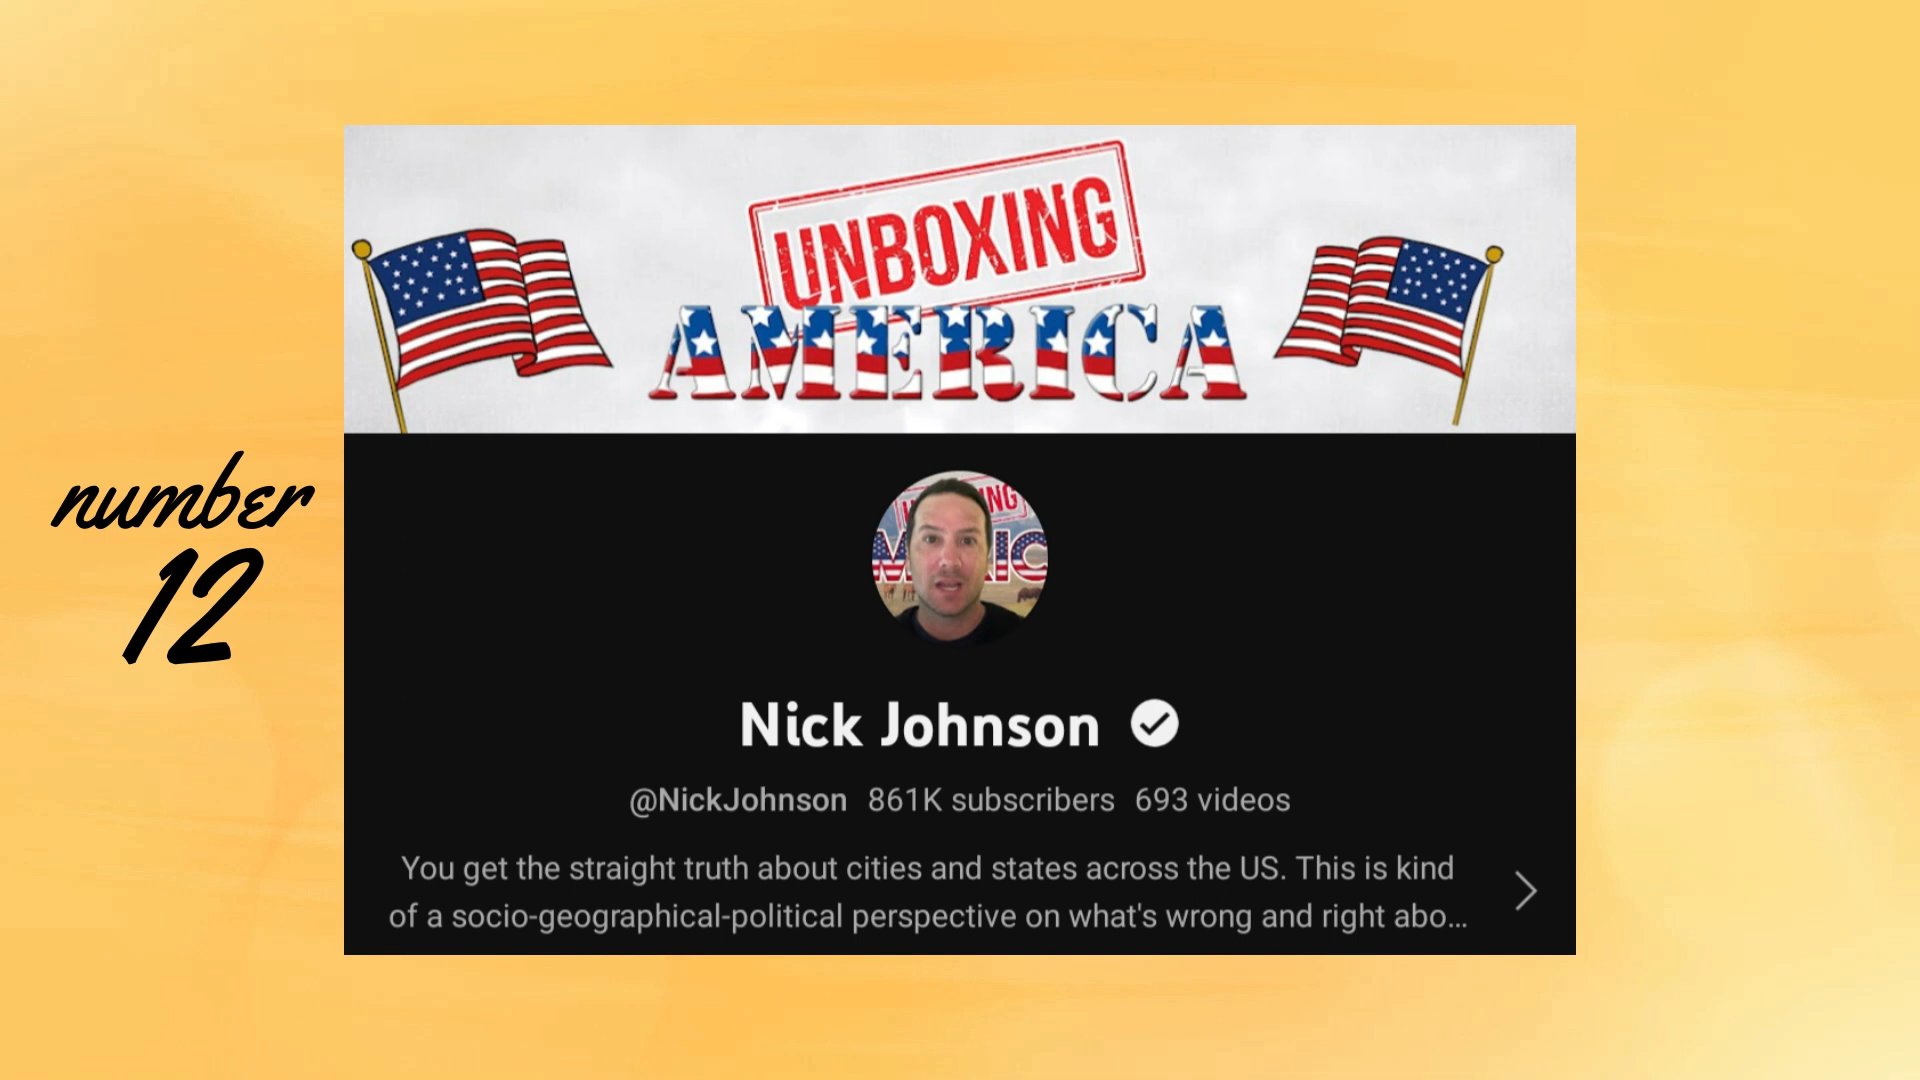 number
12
UNBOXING
AMERICA
Nick Johnson
@NickJohnson 861K subscribers 693 videos
You get the straight truth about cities and states across the US. This is kind
of a socio-geographical-political perspective on what's wrong and right abo...